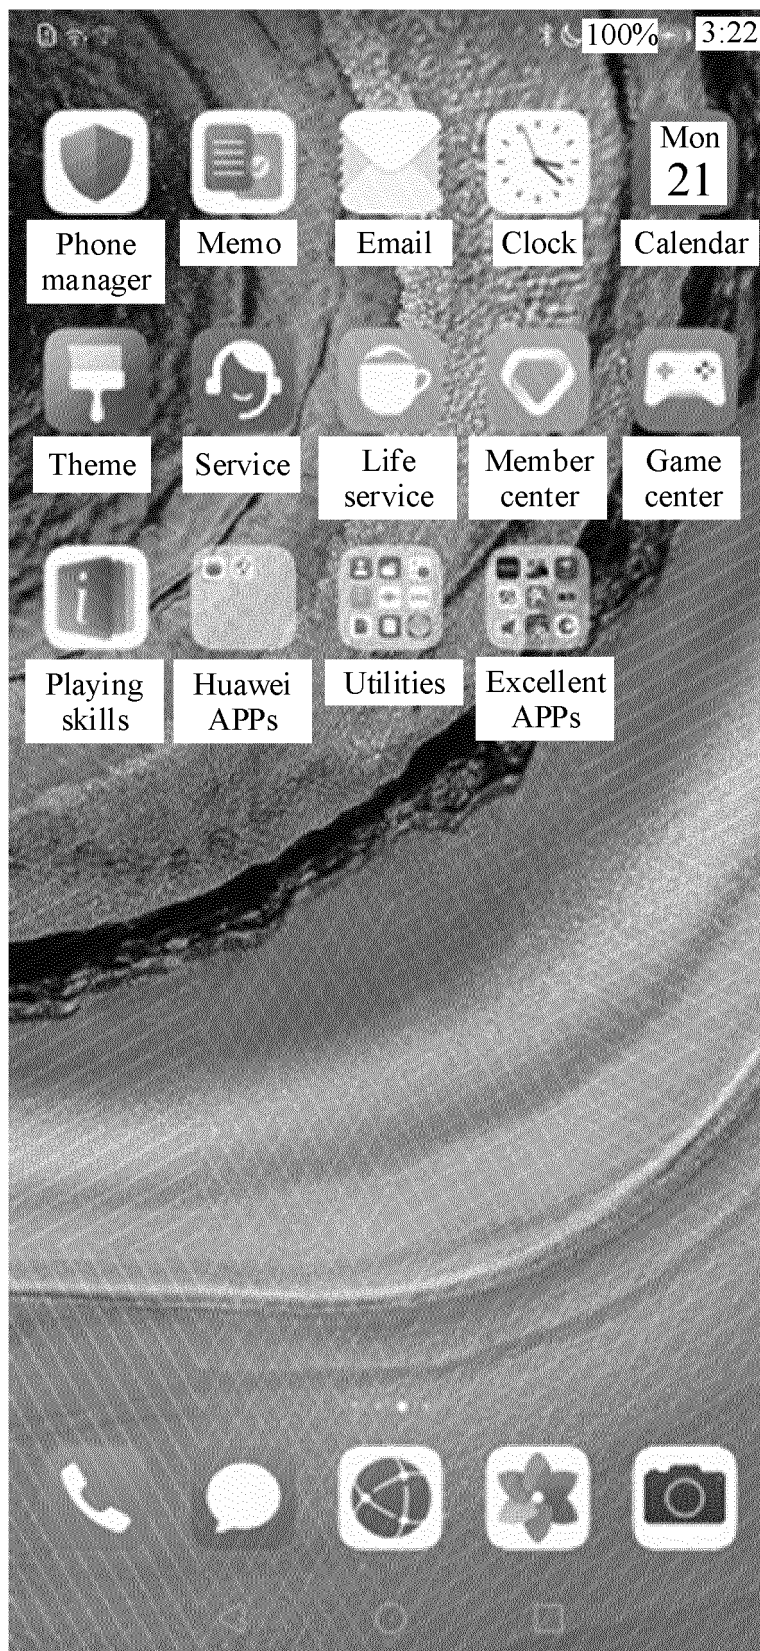 100% 3:22
Mon
21
Phone
manager
Memo
Email
Clock
Calendar
Theme
Service
Life
service
Member
center
Game
center
Playing
skills
Huawei
APPs
Utilities
Excellent
APPs